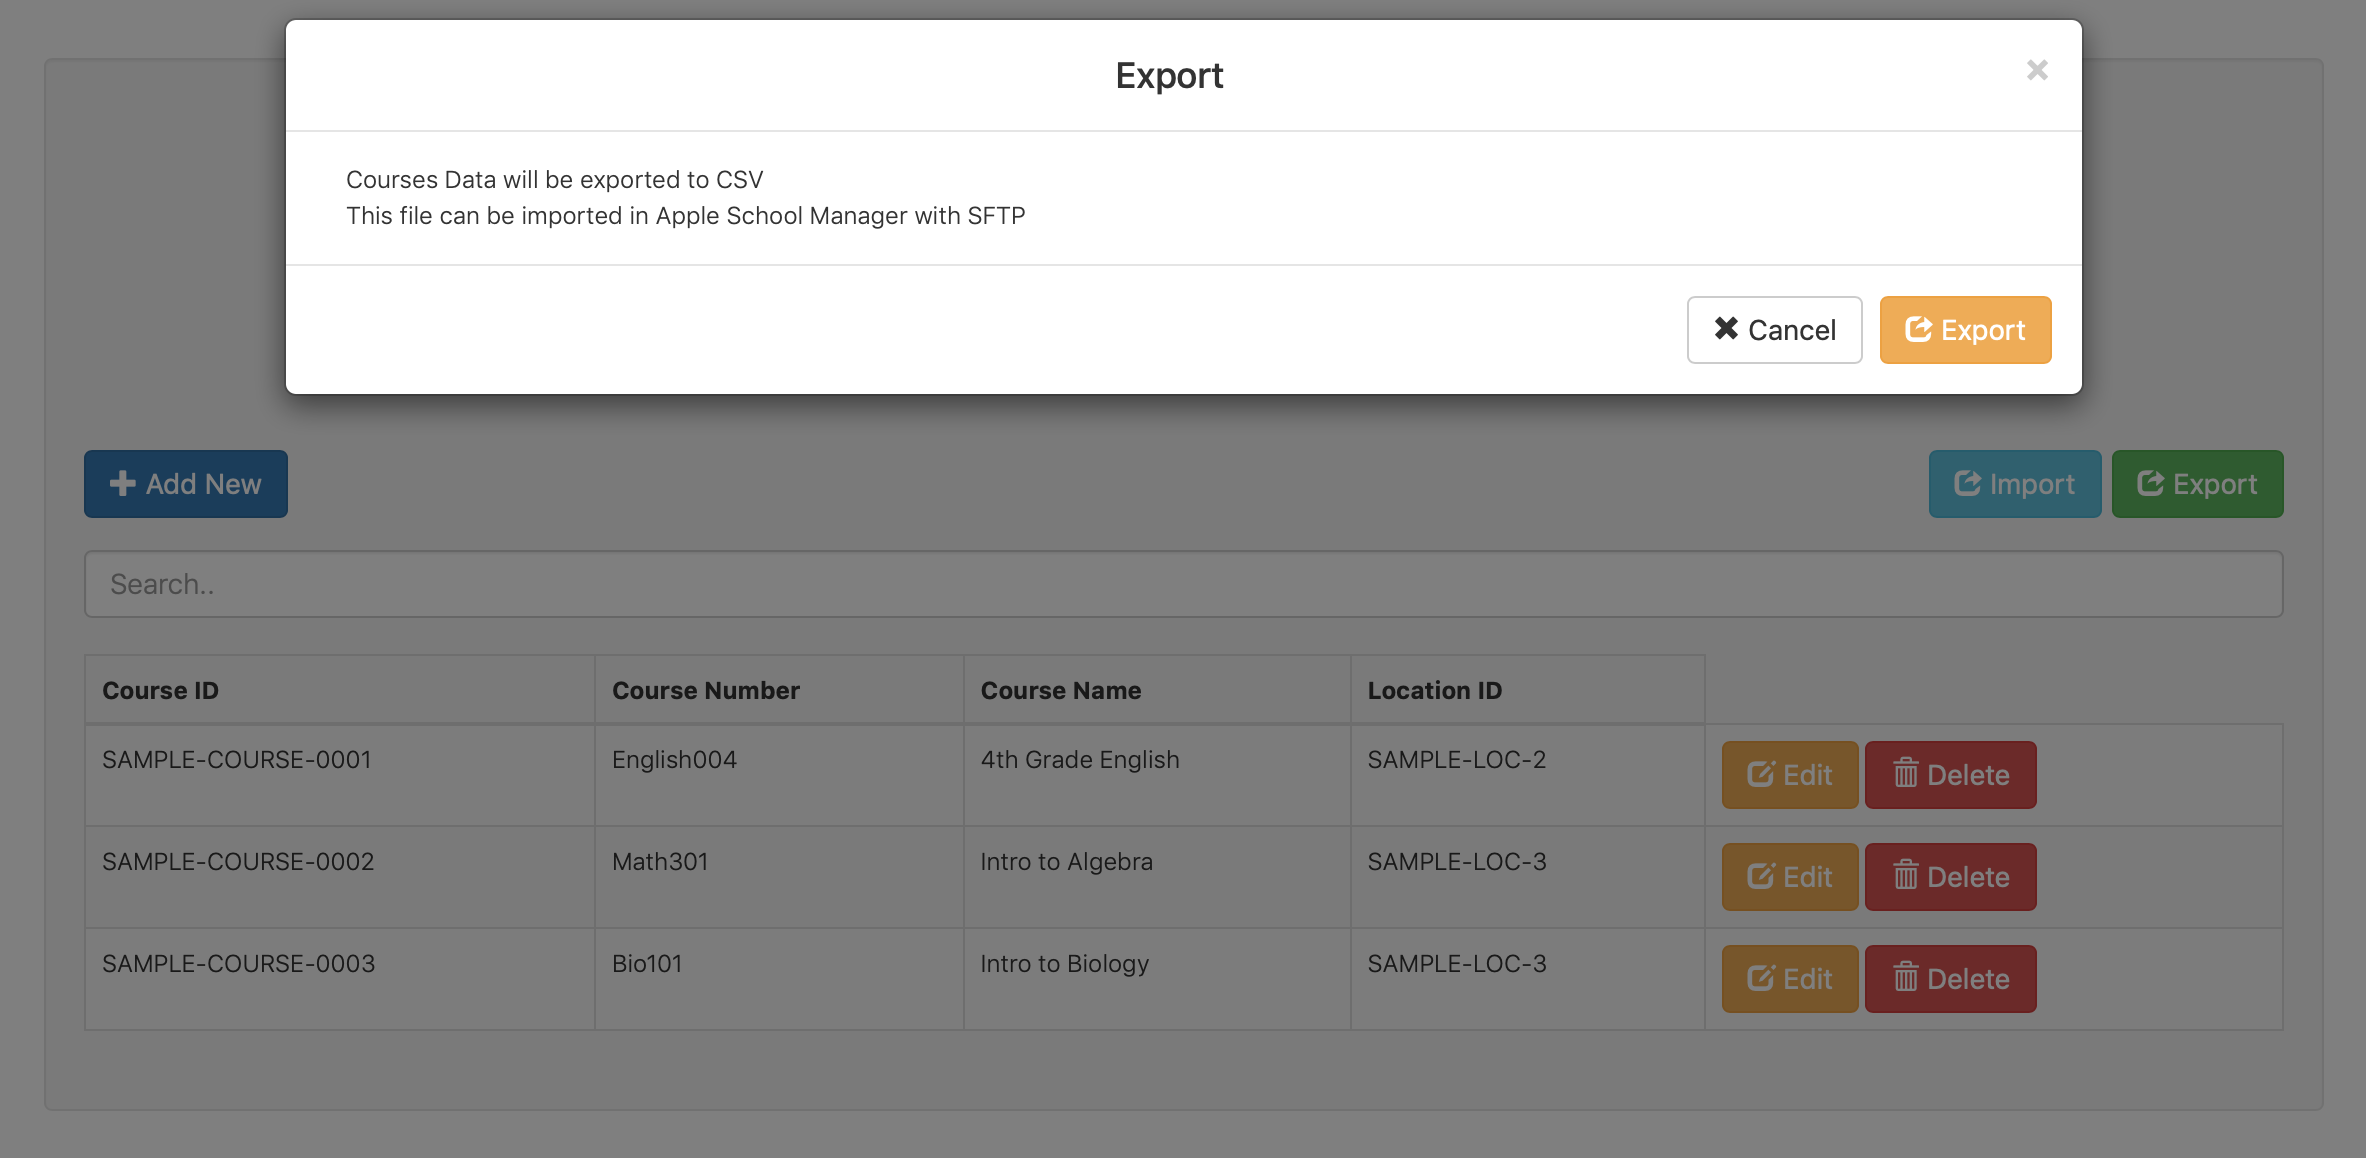 Export
Courses Data will be exported to CSV
This file can be imported in Apple School Manager with SFTP
Cancel Export
Add New Import Export
Search..
Course ID Course Number Course Name Location ID
SAMPLE-COURSE-0001 English004 4th Grade English SAMPLE-LOC-2 Edit Delete
SAMPLE-COURSE-0002 Math301 Intro to Algebra SAMPLE-LOC-3 Edit Delete
SAMPLE-COURSE-0003 Bio101 Intro to Biology SAMPLE-LOC-3 Edit Delete